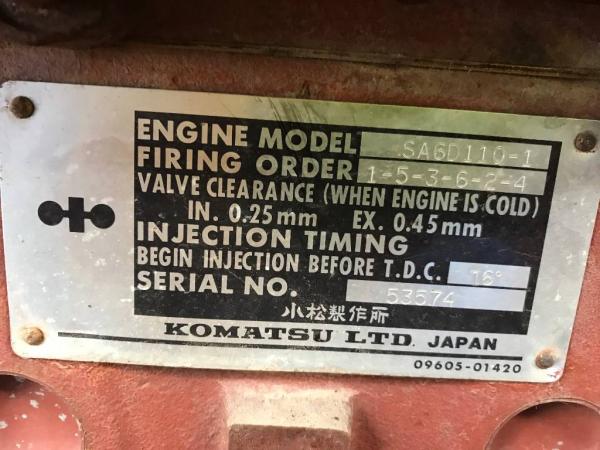 ENGINE MODEL SA6D110-1
FIRING ORDER 1-5-3-6-2-4
VALVE CLEARANCE (WHEN ENGINE IS COLD)
IN. 0.25mm EX. 0.45mm
INJECTION TIMING
BEGIN INJECTION BEFORE T.D.C. 16°
SERIAL NO. 53574
小松製作所
KOMATSU LTD. JAPAN
09605-01420